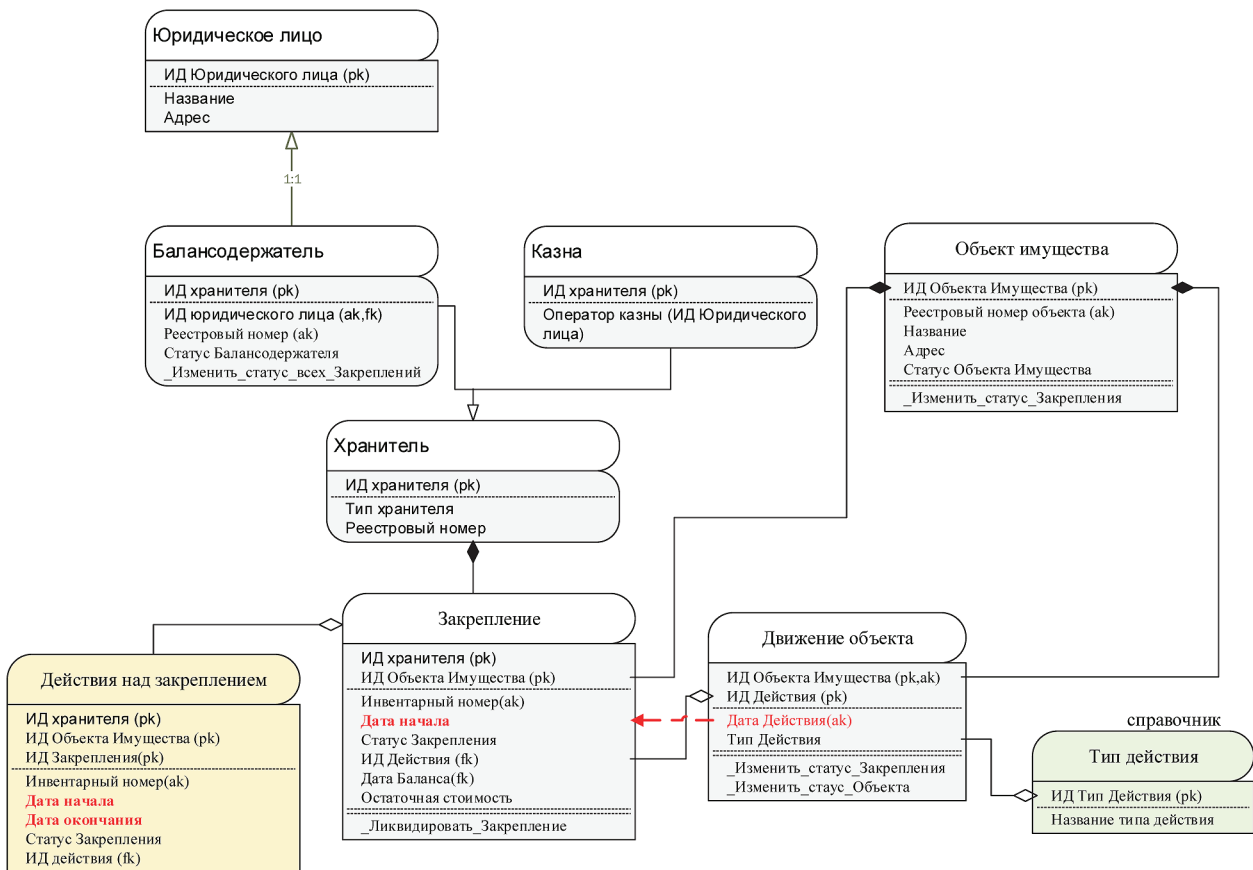 Юридическое лицо
ИД Юридического лица (pk)
Название
Адрес
1:1
Балансодержатель
ИД хранителя (pk)
ИД юридического лица (ak,fk)
Реестровый номер (ak)
Статус Балансодержателя
_Изменить_статус_всех_Закреплений
Казна
ИД хранителя (pk)
Оператор казны (ИД Юридического
лица)
Объект имущества
ИД Объекта Имущества (pk)
Реестровый номер объекта (ak)
Название
Адрес
Статус Объекта Имущества
_Изменить_статус_Закрепления
Хранитель
ИД хранителя (pk)
Тип хранителя
Реестровый номер
Действия над закреплением
ИД хранителя (pk)
ИД Объекта Имущества (pk)
ИД Закрепления(pk)
Инвентарный номер(ak)
Дата начала
Дата окончания
Статус Закрепления
ИД действия (fk)
Закрепление
ИД хранителя (pk)
ИД Объекта Имущества (pk)
Инвентарный номер(ak)
Дата начала
Статус Закрепления
ИД Действия (fk)
Дата Баланса(fk)
Остаточная стоимость
_Ликвидировать_Закрепление
Движение объекта
ИД Объекта Имущества (pk,ak)
ИД Действия (pk)
Дата Действия(ak)
Тип Действия
_Изменить_статус_Закрепления
_Изменить_стаус_Объекта
справочник
Тип действия
ИД Тип Действия (pk)
Название типа действия